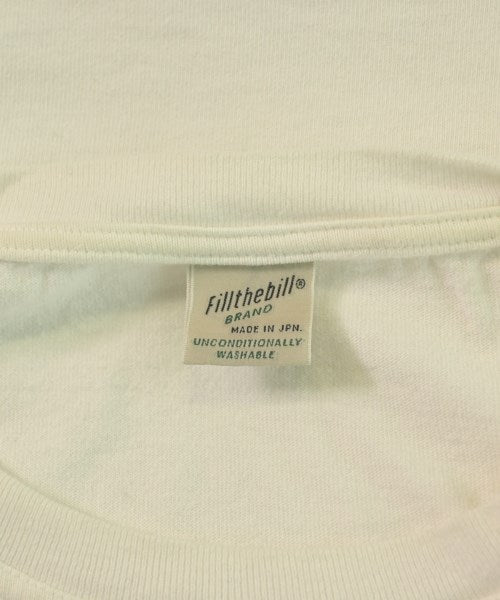 Fillthebill®
BRAND
MADE IN JPN.
UNCONDITIONALLY
WASHABLE